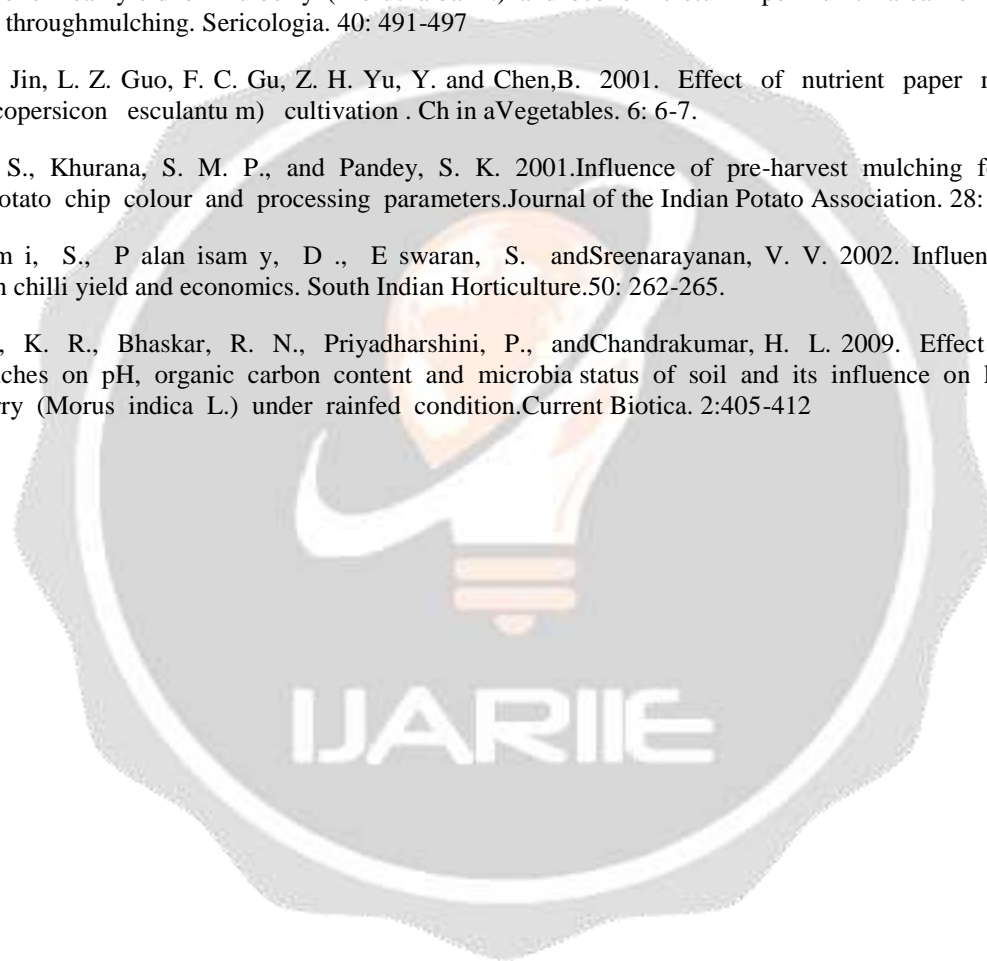 throughmulching. Sericologia. 40: 491-497
Jin, L. Z. Guo, F. C. Gu, Z. H. Yu, Y. and Chen,B. 2001. Effect of nutrient paper
copersicon esculantu m) cultivation . Ch in aVegetables. 6: 6-7.
S., Khurana, S. M. P., and Pandey, S. K. 2001.Influence of pre-harvest mulching
otato chip colour and processing parameters.Journal of the Indian Potato Association. 28:
m i, S., P alan isam y, D ., E swaran, S. andSreenarayanan, V. V. 2002. Influen
n chilli yield and economics. South Indian Horticulture.50: 262-265.
, K. R., Bhaskar, R. N., Priyadharshini, P., andChandrakumar, H. L. 2009. Effect
ches on pH, organic carbon content and microbia status of soil and its influence on
rry (Morus indica L.) under rainfed condition.Current Biotica. 2:405-412
IJARIIE